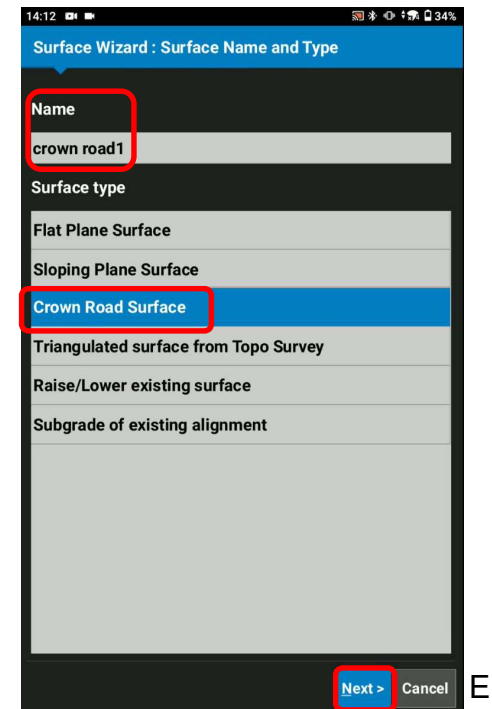 14:12 34%
Surface Wizard : Surface Name and Type
Name
crown road1
Surface type
Flat Plane Surface
Sloping Plane Surface
Crown Road Surface
Triangulated surface from Topo Survey
Raise/Lower existing surface
Subgrade of existing alignment
Next > Cancel E